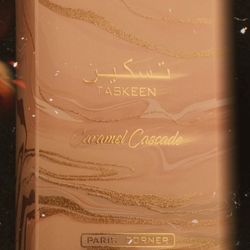 تسكين
TASKEEN
Caramel Cascade
PARIS CORNER